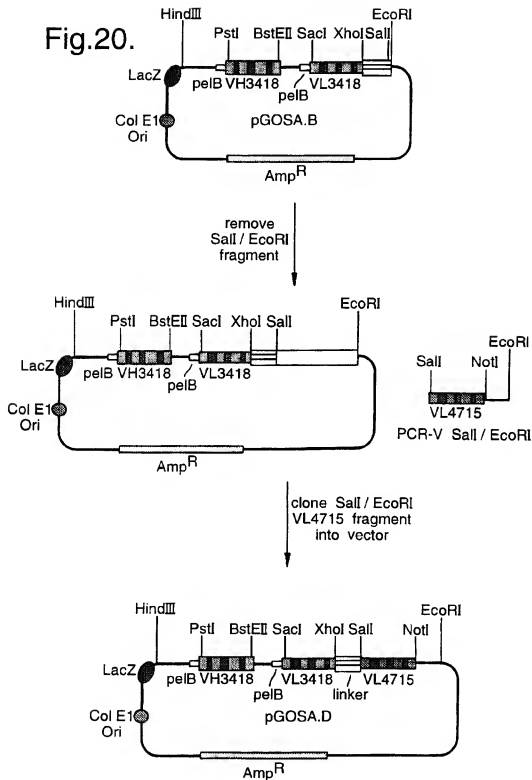 Fig.20.
HindⅢ
PstI
BstEⅡ
SacI
XhoI
SalI
EcoRI
LacZ
pelB
VH3418
pelB
VL3418
Col E1
Ori
pGOSA.B
Amp^R
remove
SalI / EcoRI
fragment
HindⅢ
PstI
BstEⅡ
SacI
XhoI
SalI
EcoRI
LacZ
pelB
VH3418
pelB
VL3418
Col E1
Ori
Amp^R
EcoRI
SalI
NotI
VL4715
PCR-V SalI / EcoRI
clone SalI / EcoRI
VL4715 fragment
into vector
HindⅢ
PstI
BstEⅡ
SacI
XhoI
SalI
NotI
EcoRI
LacZ
pelB
VH3418
pelB
VL3418
linker
VL4715
Col E1
Ori
pGOSA.D
Amp^R